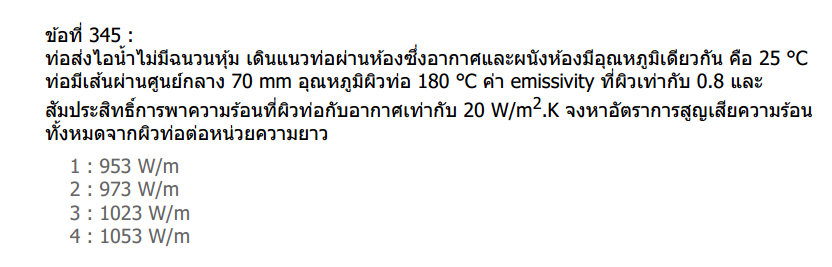 ข้อที่ 345 :
ท่อส่งไอน้ำไม่มีฉนวนหุ้ม เดินแนวท่อผ่านห้องซึ่งอากาศและผนังห้องมีอุณหภูมิเดียวกัน คือ 25 °C
ท่อมีเส้นผ่านศูนย์กลาง 70 mm อุณหภูมิผิวท่อ 180 °C ค่า emissivity ที่ผิวเท่ากับ 0.8 และ
สัมประสิทธิ์การพาความร้อนที่ผิวท่อกับอากาศเท่ากับ 20 W/m².K จงหาอัตราการสูญเสียความร้อน
ทั้งหมดจากผิวท่อต่อหน่วยความยาว
1 : 953 W/m
2 : 973 W/m
3 : 1023 W/m
4 : 1053 W/m